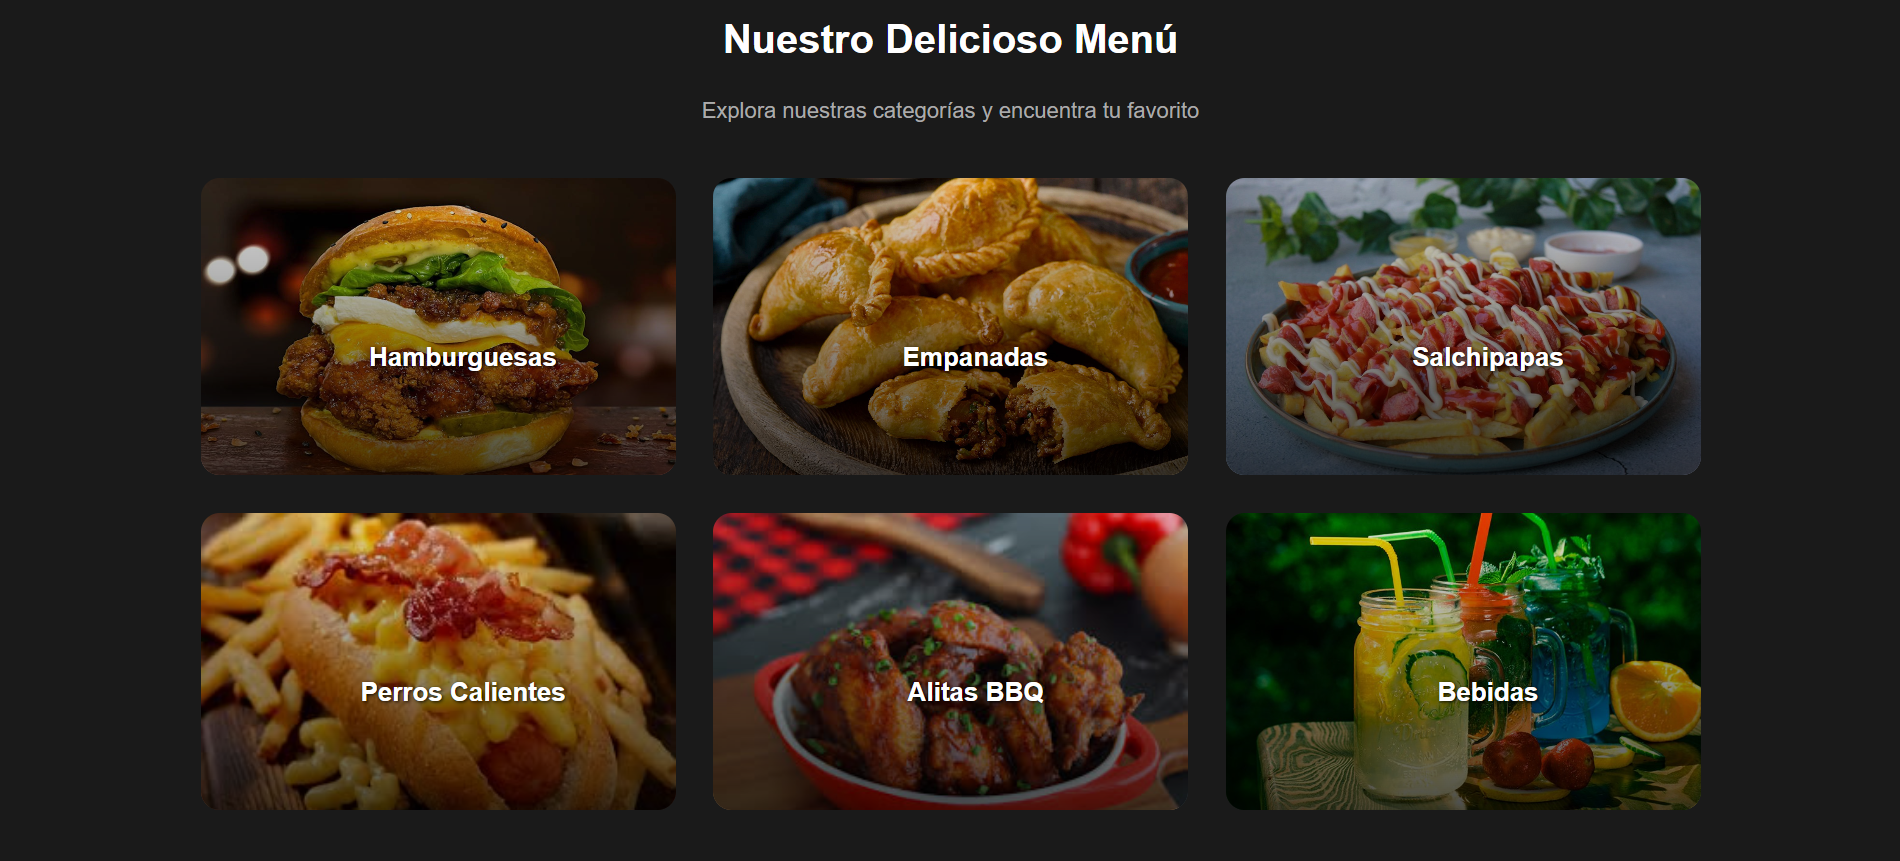 Nuestro Delicioso Menú
Explora nuestras categorías y encuentra tu favorito
Hamburguesas
Empanadas
Salchipapas
Perros Calientes
Alitas BBQ
Bebidas